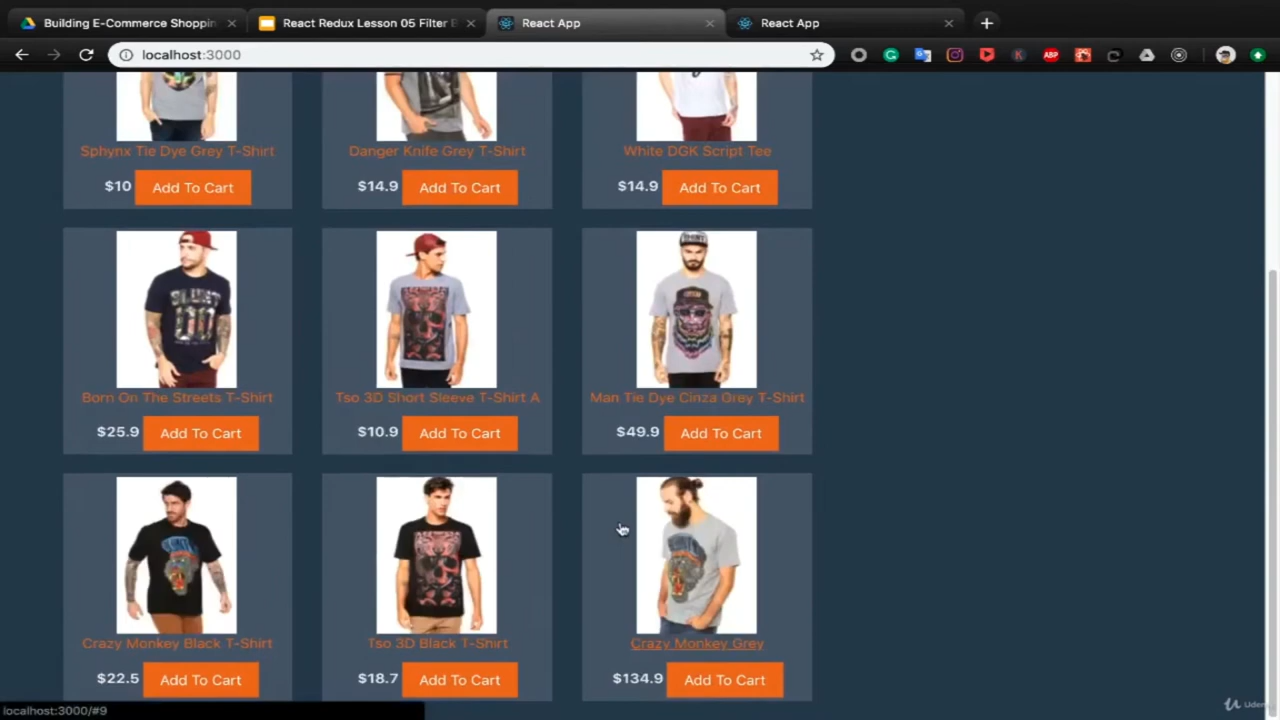 Building E-Commerce Shoppin
React Redux Lesson 05 Filter
React App
React App
localhost:3000
ABP
Sphynx Tie Dye Grey T-Shirt
Danger Knife Grey T-Shirt
White DGK Script Tee
$10 Add To Cart
$14.9 Add To Cart
$14.9 Add To Cart
Born On The Streets T-Shirt
Tso 3D Short Sleeve T-Shirt A
Man Tie Dye Cinza Grey T-Shirt
$25.9 Add To Cart
$10.9 Add To Cart
$49.9 Add To Cart
Crazy Monkey Black T-Shirt
Tso 3D Black T-Shirt
Crazy Monkey Grey
$22.5 Add To Cart
$18.7 Add To Cart
$134.9 Add To Cart
localhost:3000/#9